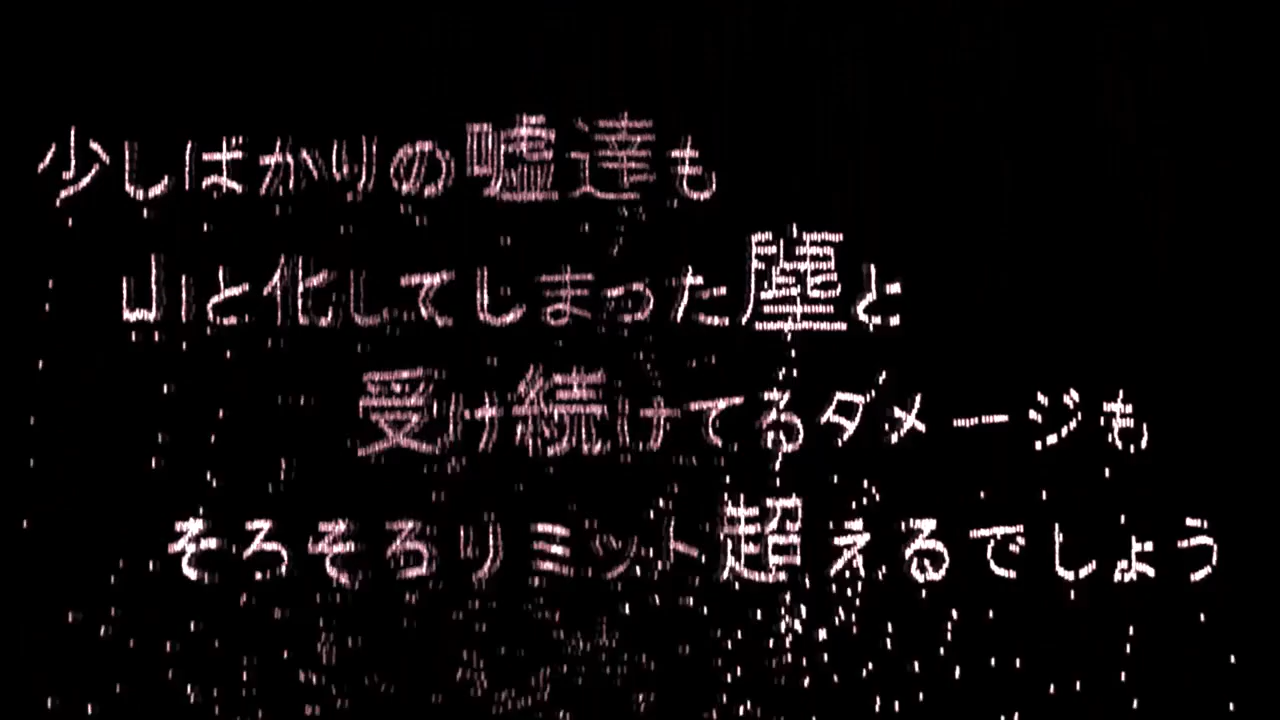 少しばかりの嘘達も
山と化してしまった塵と
受け続けてるダメージも
そろそろリミット超えるでしょう